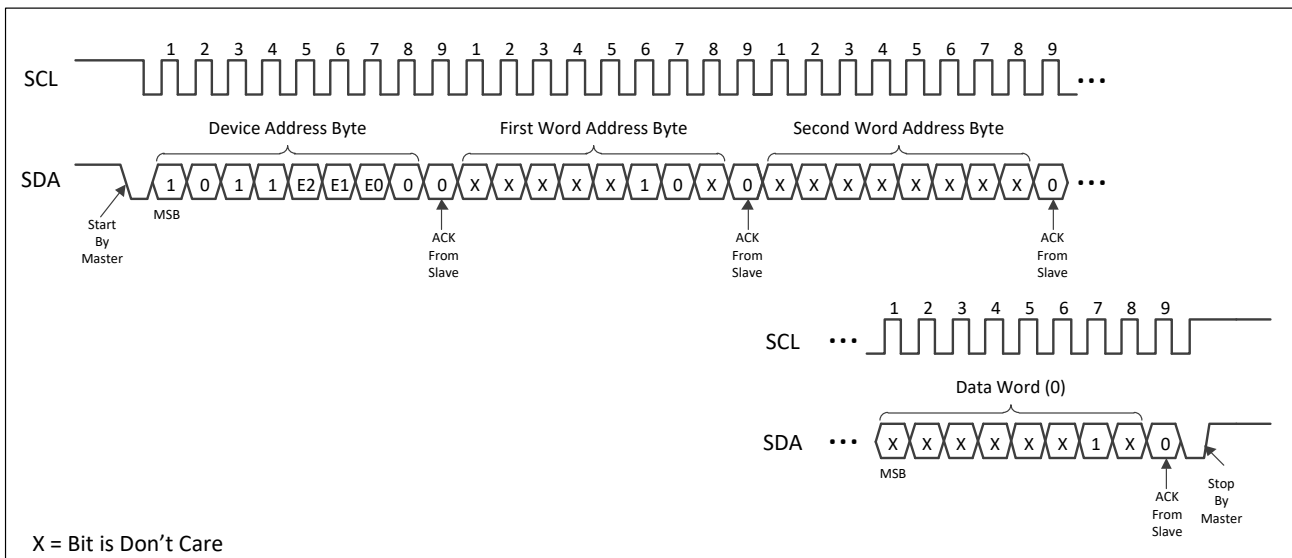 1 2 3 4 5 6 7 8 9 1 2 3 4 5 6 7 8 9 1 2 3 4 5 6 7 8 9
SCL ...
Device Address Byte First Word Address Byte Second Word Address Byte
SDA 1 0 1 1 E2 E1 E0 0 0 X X X X X 1 0 X 0 X X X X X X X X 0 ...
MSB
Start
By
Master
ACK
From
Slave
ACK
From
Slave
ACK
From
Slave
1 2 3 4 5 6 7 8 9
SCL ...
Data Word (0)
SDA ... X X X X X X 1 X 0
MSB
ACK
From
Slave
Stop
By
Master
X = Bit is Don’t Care